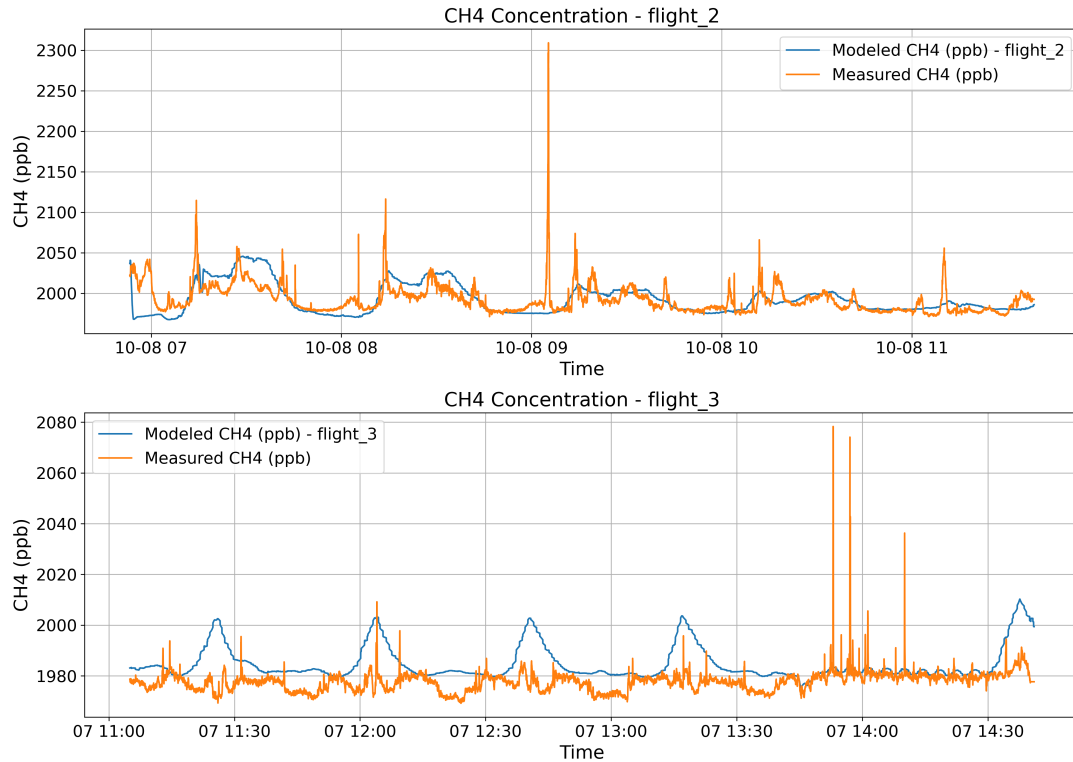 CH4 Concentration - flight_2
Modeled CH4 (ppb) - flight_2
Measured CH4 (ppb)
CH4 (ppb)
2300
2250
2200
2150
2100
2050
2000
10-08 07 10-08 08 10-08 09 10-08 10 10-08 11
Time
CH4 Concentration - flight_3
Modeled CH4 (ppb) - flight_3
Measured CH4 (ppb)
CH4 (ppb)
2080
2060
2040
2020
2000
1980
07 11:00 07 11:30 07 12:00 07 12:30 07 13:00 07 13:30 07 14:00 07 14:30
Time